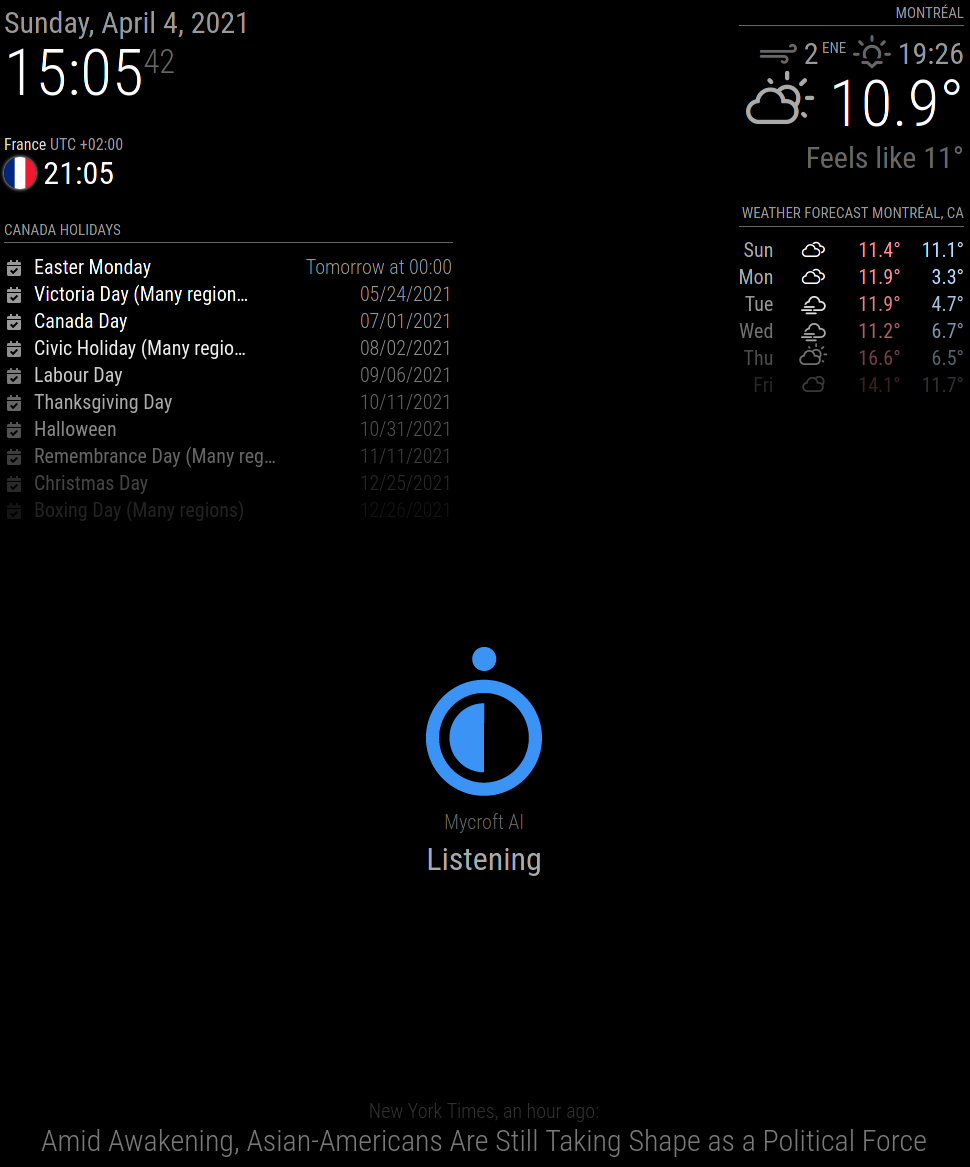 Sunday, April 4, 2021
15:05 42
France UTC +02:00
21:05
CANADA HOLIDAYS
Easter Monday Tomorrow at 00:00
Victoria Day (Many region… 05/24/2021
Canada Day 07/01/2021
Civic Holiday (Many regio… 08/02/2021
Labour Day 09/06/2021
Thanksgiving Day 10/11/2021
Halloween 10/31/2021
Remembrance Day (Many reg… 11/11/2021
Christmas Day 12/25/2021
Boxing Day (Many regions) 12/26/2021
MONTRÉAL
2 ENE 19:26
10.9°
Feels like 11°
WEATHER FORECAST MONTRÉAL, CA
Sun 11.4° 11.1°
Mon 11.9° 3.3°
Tue 11.9° 4.7°
Wed 11.2° 6.7°
Thu 16.6° 6.5°
Fri 14.1° 11.7°
Mycroft AI
Listening
New York Times, an hour ago:
Amid Awakening, Asian-Americans Are Still Taking Shape as a Political Force